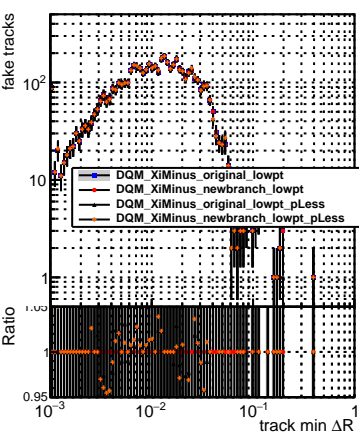 fake tracks
10²
10
1
DQM_XiMinus_original_lowpt
DQM_XiMinus_newbranch_lowpt
DQM_XiMinus_original_lowpt_pLess
DQM_XiMinus_newbranch_lowpt_pLess
Ratio
1.05
1
0.95
10⁻³ 10⁻² 10⁻¹ 1
track min ΔR